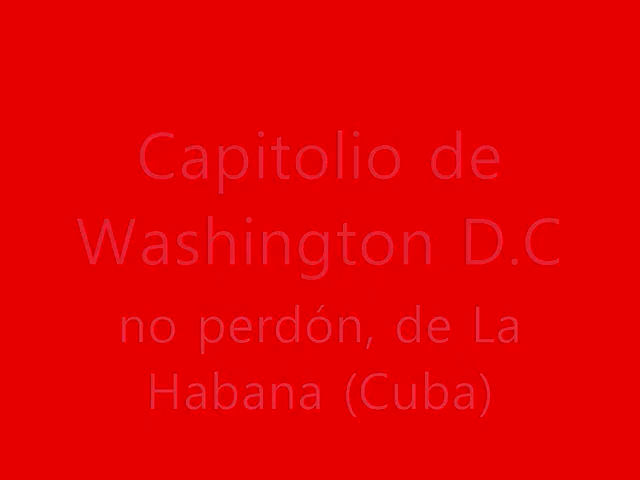 Capitolio de
Washington D.C
no perdón, de La
Habana (Cuba)